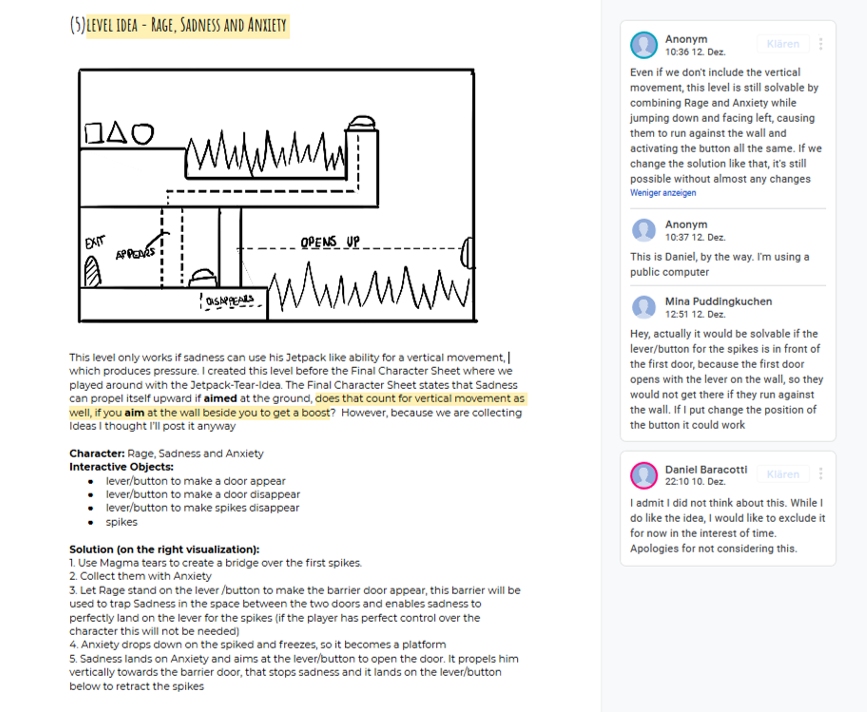 (5)LEVEL IDEA - RAGE, SADNESS AND ANXIETY
EXIT
APPEARS
OPENS UP
DISAPPEARS
This level only works if sadness can use his Jetpack like ability for a vertical movement,
which produces pressure. I created this level before the Final Character Sheet where we
played around with the Jetpack-Tear-Idea. The Final Character Sheet states that Sadness
can propel itself upward if aimed at the ground, does that count for vertical movement as
well, if you aim at the wall beside you to get a boost? However, because we are collecting
Ideas I thought I'll post it anyway
Character: Rage, Sadness and Anxiety
Interactive Objects:
● lever/button to make a door appear
● lever/button to make a door disappear
● lever/button to make spikes disappear
● spikes
Solution (on the right visualization):
1. Use Magma tears to create a bridge over the first spikes.
2. Collect them with Anxiety
3. Let Rage stand on the lever /button to make the barrier door appear, this barrier will be
used to trap Sadness in the space between the two doors and enables sadness to
perfectly land on the lever for the spikes (if the player has perfect control over the
character this will not be needed)
4. Anxiety drops down on the spiked and freezes, so it becomes a platform
5. Sadness lands on Anxiety and aims at the lever/button to open the door. It propels him
vertically towards the barrier door, that stops sadness and it lands on the lever/button
below to retract the spikes
Anonym
10:36 12. Dez.
Klären
Even if we don't include the vertical
movement, this level is still solvable by
combining Rage and Anxiety while
jumping down and facing left, causing
them to run against the wall and
activating the button all the same. If we
change the solution like that, it's still
possible without almost any changes
Weniger anzeigen
Anonym
10:37 12. Dez.
This is Daniel, by the way. I'm using a
public computer
Mina Puddingkuchen
12:51 12. Dez.
Hey, actually it would be solvable if the
lever/button for the spikes is in front of
the first door, because the first door
opens with the lever on the wall, so they
would not get there if they run against
the wall. If I put change the position of
the button it could work
Daniel Baracotti
22:10 10. Dez.
Klären
I admit I did not think about this. While I
do like the idea, I would like to exclude it
for now in the interest of time.
Apologies for not considering this.